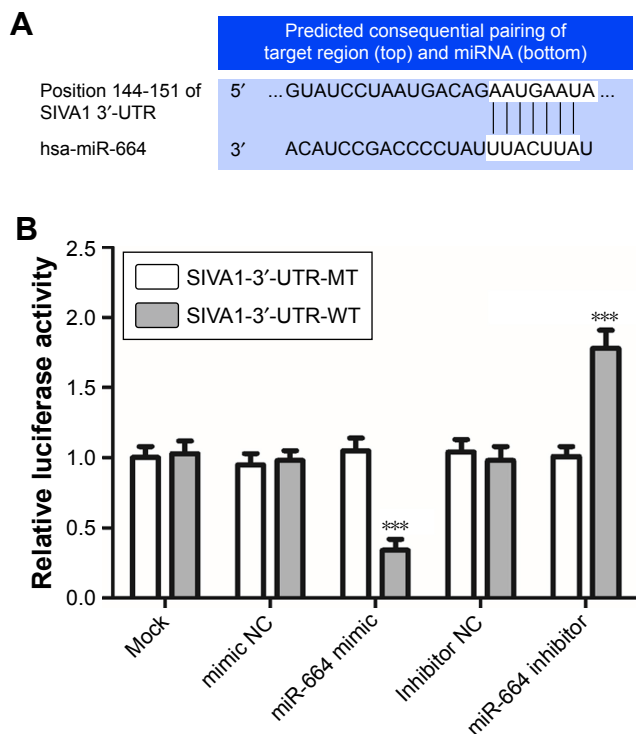 A
Predicted consequential pairing of
target region (top) and miRNA (bottom)
Position 144-151 of
SIVA1 3′-UTR
5′ ...GUAUCCUAAUGACAGAAUGAAUA...
hsa-miR-664 3′ ACAUCCGACCCCUAUUUACUUAU
B
Relative luciferase activity
2.5
2.0
1.5
1.0
0.5
0.0
SIVA1-3′-UTR-MT
SIVA1-3′-UTR-WT
***
***
Mock
mimic NC
miR-664 mimic
Inhibitor NC
miR-664 inhibitor